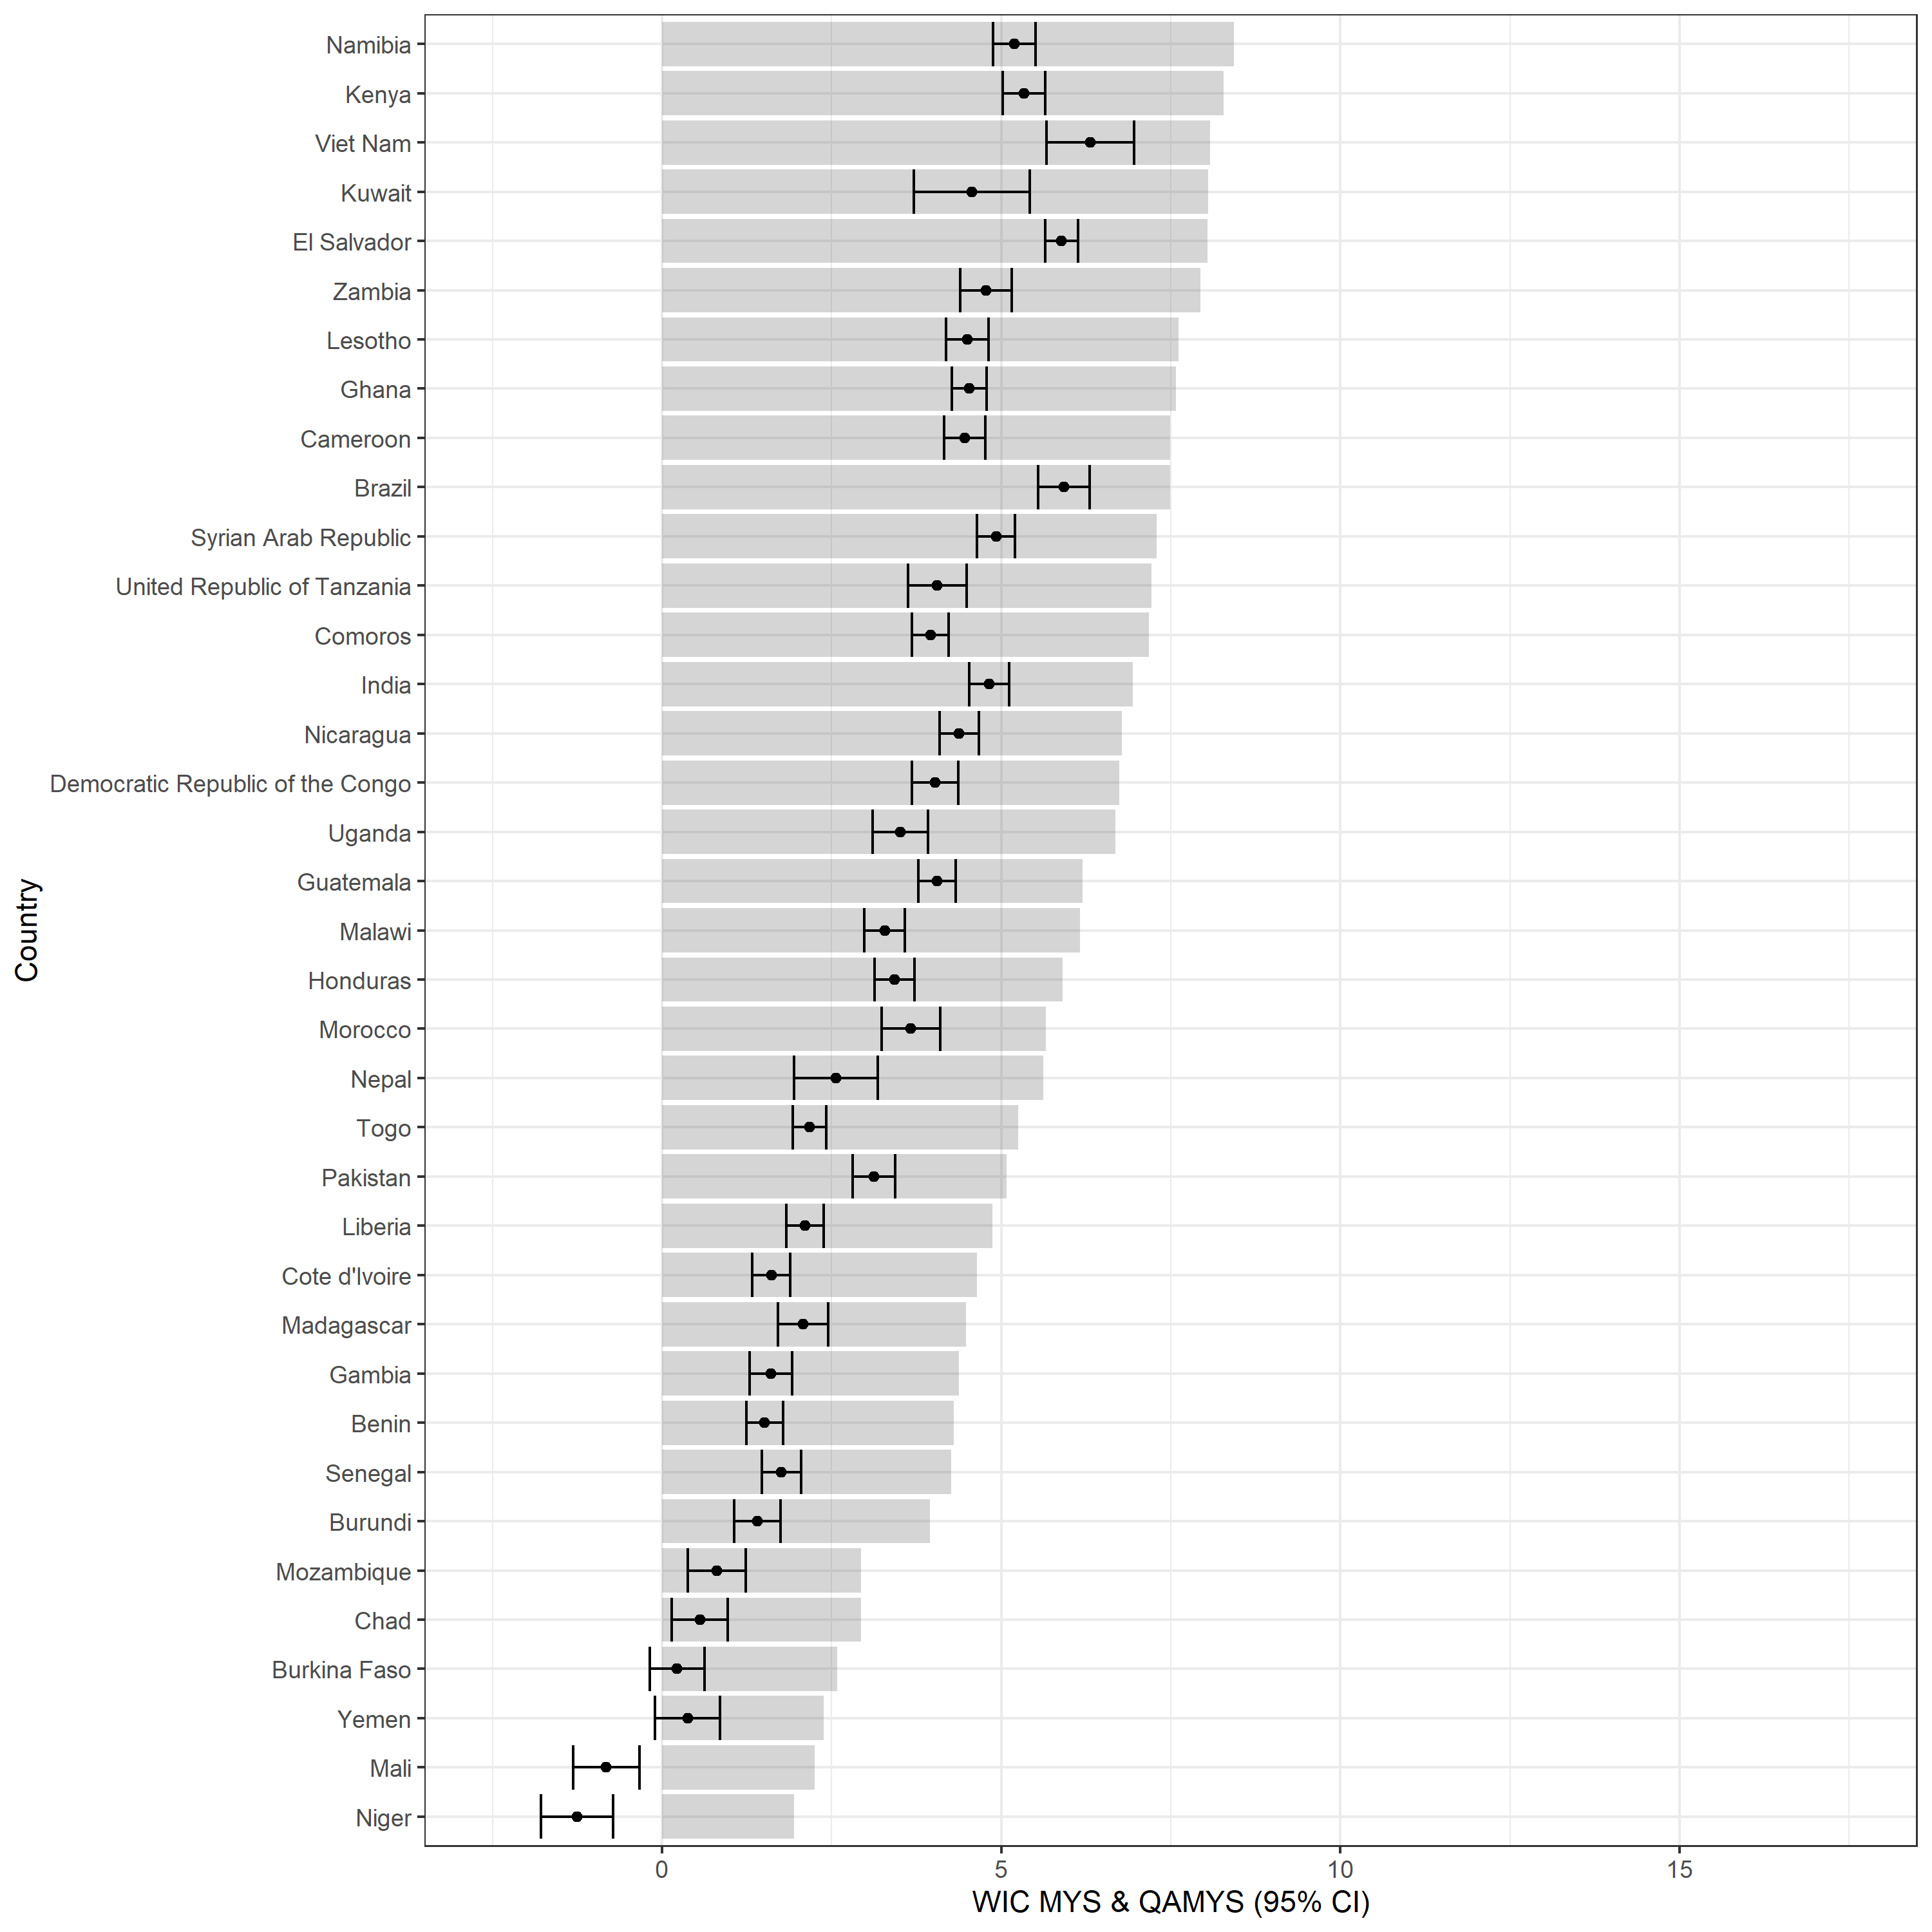 Namibia
Kenya
Viet Nam
Kuwait
El Salvador
Zambia
Lesotho
Ghana
Cameroon
Brazil
Syrian Arab Republic
United Republic of Tanzania
Comoros
India
Nicaragua
Democratic Republic of the Congo
Uganda
Guatemala
Malawi
Honduras
Morocco
Nepal
Togo
Pakistan
Liberia
Cote d'Ivoire
Madagascar
Gambia
Benin
Senegal
Burundi
Mozambique
Chad
Burkina Faso
Yemen
Mali
Niger
Country
0 5 10 15
WIC MYS & QAMYS (95% CI)